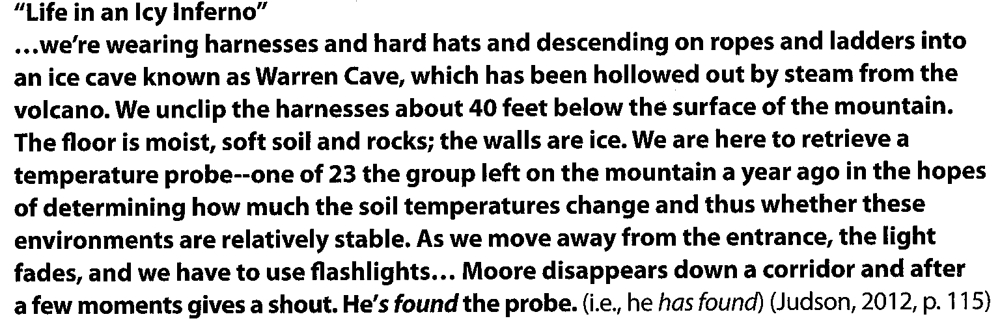 “Life in an Icy Inferno”
...we’re wearing harnesses and hard hats and descending on ropes and ladders into
an ice cave known as Warren Cave, which has been hollowed out by steam from the
volcano. We unclip the harnesses about 40 feet below the surface of the mountain.
The floor is moist, soft soil and rocks; the walls are ice. We are here to retrieve a
temperature probe--one of 23 the group left on the mountain a year ago in the hopes
of determining how much the soil temperatures change and thus whether these
environments are relatively stable. As we move away from the entrance, the light
fades, and we have to use flashlights... Moore disappears down a corridor and after
a few moments gives a shout. He’s found the probe. (i.e., he has found) (Judson, 2012, p. 115)